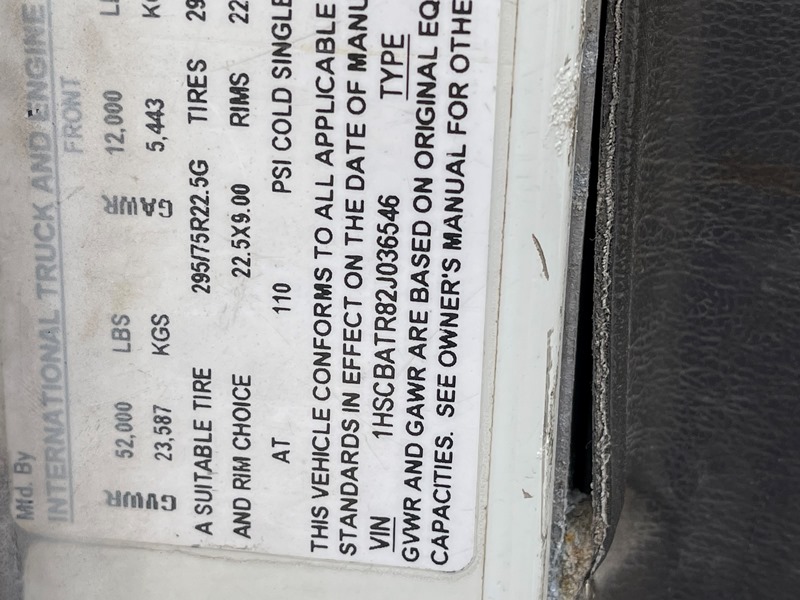 Mfd. By
INTERNATIONAL TRUCK AND ENGINE
FRONT
GVWR 52,000 LBS GAWR 12,000 L
23,587 KGS 5,443 K
A SUITABLE TIRE 295/75R22.5G TIRES 29
AND RIM CHOICE 22.5X9.00 RIMS 22
AT 110 PSI COLD SINGLE
THIS VEHICLE CONFORMS TO ALL APPLICABLE
STANDARDS IN EFFECT ON THE DATE OF MANU
VIN 1HSCBATR82J036546 TYPE
GVWR AND GAWR ARE BASED ON ORIGINAL EQ
CAPACITIES. SEE OWNER'S MANUAL FOR OTHE